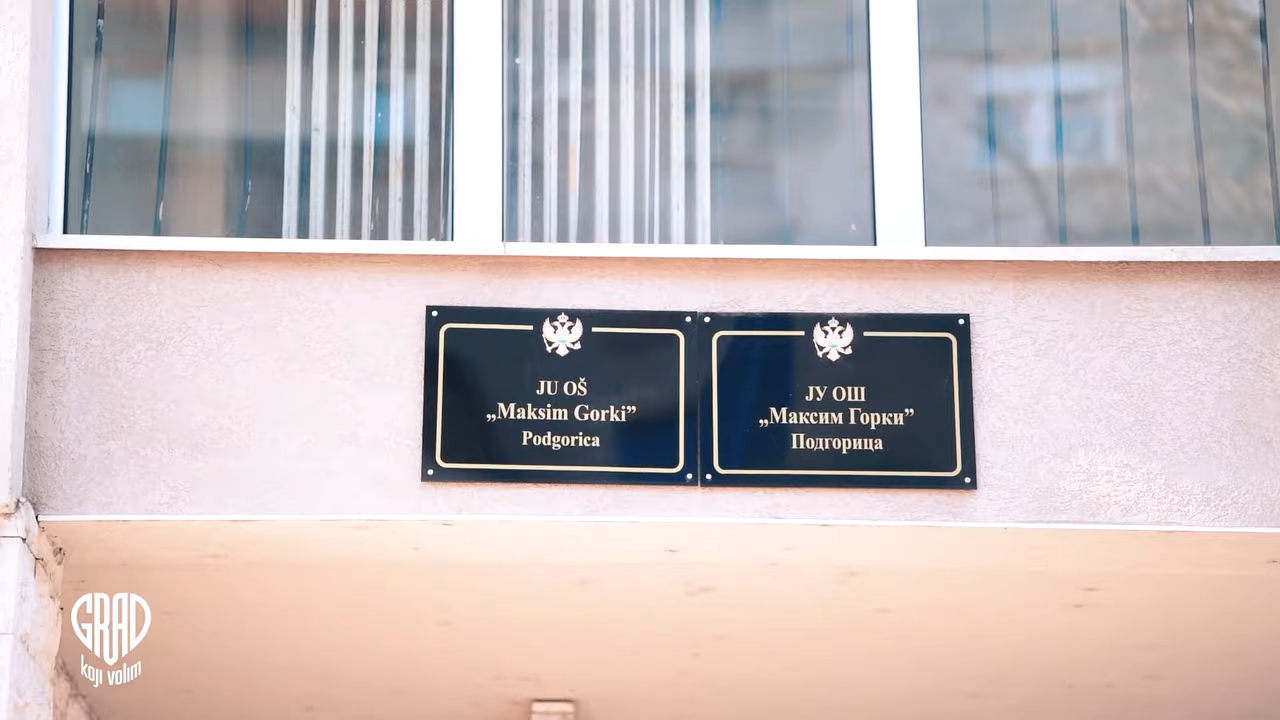 JU OŠ
„Maksim Gorki”
Podgorica
ЈУ ОШ
„Максим Горки”
Подгорица
GRAD
koji volim